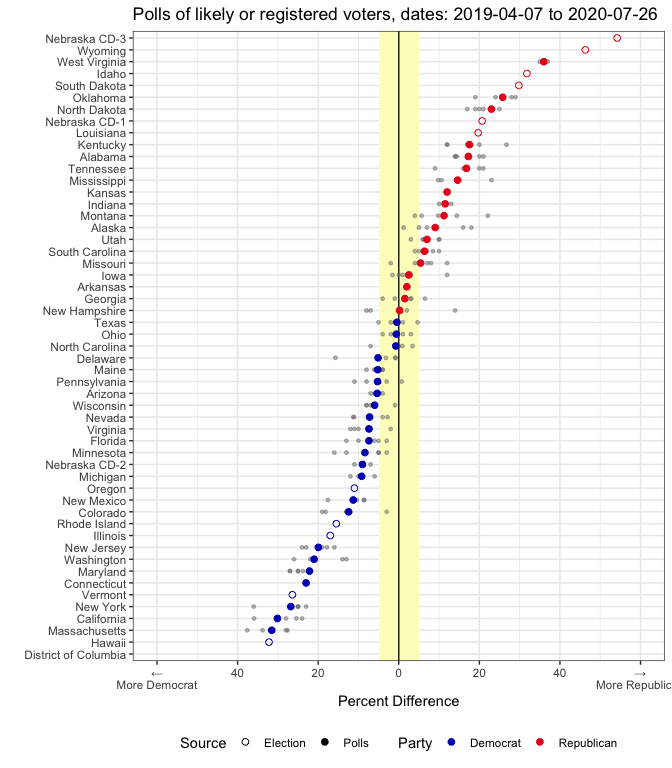 Polls of likely or registered voters, dates: 2019-04-07 to 2020-07-26
Nebraska CD-3
Wyoming
West Virginia
Idaho
South Dakota
Oklahoma
North Dakota
Nebraska CD-1
Louisiana
Kentucky
Alabama
Tennessee
Mississippi
Kansas
Indiana
Montana
Alaska
Utah
South Carolina
Missouri
Iowa
Arkansas
Georgia
New Hampshire
Texas
Ohio
North Carolina
Delaware
Maine
Pennsylvania
Arizona
Wisconsin
Nevada
Virginia
Florida
Minnesota
Nebraska CD-2
Michigan
Oregon
New Mexico
Colorado
Rhode Island
Illinois
New Jersey
Washington
Maryland
Connecticut
Vermont
New York
California
Massachusetts
Hawaii
District of Columbia
← 40 20 0 20 40 →
More Democrat More Republic
Percent Difference
Source Election Polls Party Democrat Republican